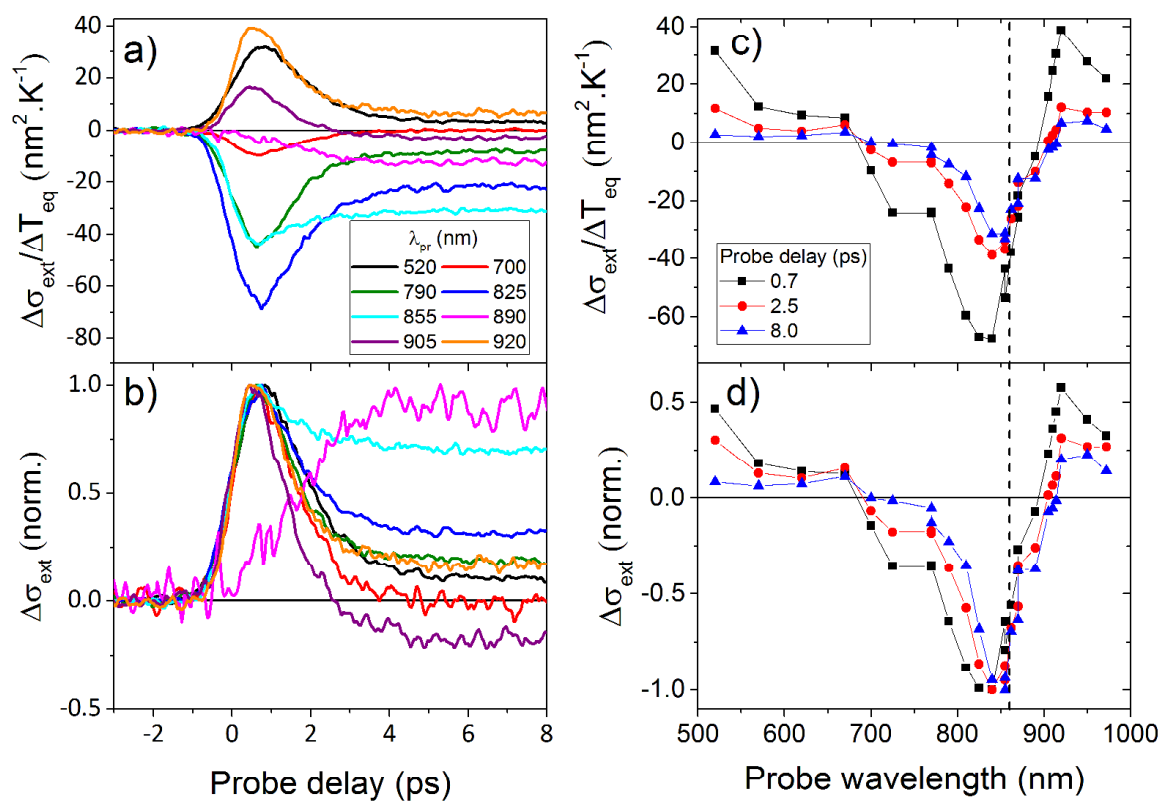 a)
Δσext/ΔTeq (nm².K⁻¹)
40
20
0
-20
-40
-60
-80
λpr (nm)
520 700
790 825
855 890
905 920
b)
Δσext (norm.)
1.0
0.5
0.0
-0.5
-2 0 2 4 6 8
Probe delay (ps)
c)
Δσext/ΔTeq (nm².K⁻¹)
40
20
0
-20
-40
-60
Probe delay (ps)
0.7
2.5
8.0
d)
Δσext (norm.)
0.5
0.0
-0.5
-1.0
500 600 700 800 900 1000
Probe wavelength (nm)